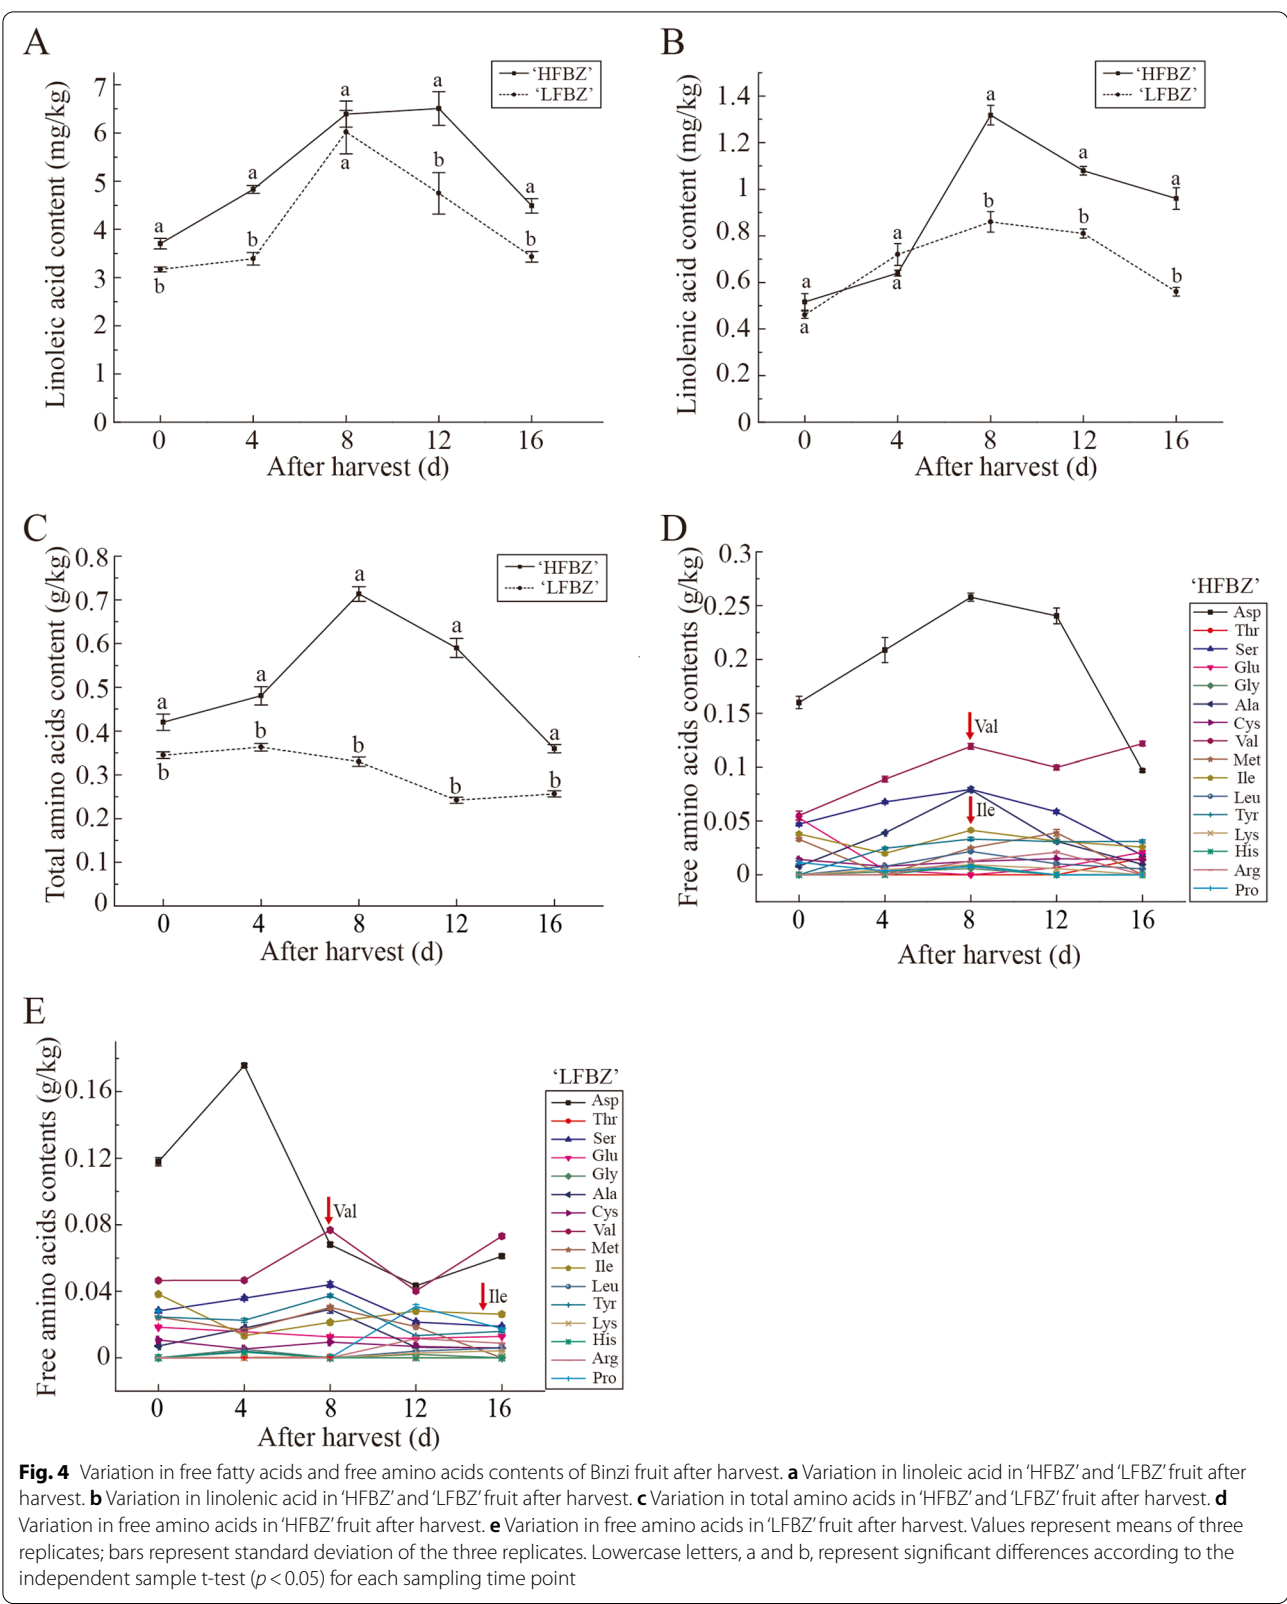 A
Linoleic acid content (mg/kg)
7
6
5
4
3
2
1
0
0 4 8 12 16
After harvest (d)
'HFBZ'
'LFBZ'
a a a a a
b b a b b
B
Linolenic acid content (mg/kg)
1.4
1.2
1
0.8
0.6
0.4
0.2
0
0 4 8 12 16
After harvest (d)
'HFBZ'
'LFBZ'
a a a a a
a a b b b
C
Total amino acids content (g/kg)
0.8
0.7
0.6
0.5
0.4
0.3
0.2
0.1
0
0 4 8 12 16
After harvest (d)
'HFBZ'
'LFBZ'
a a a a a
b b b b b
D
Free amino acids contents (g/kg)
0.3
0.25
0.2
0.15
0.1
0.05
0
0 4 8 12 16
After harvest (d)
Val
Ile
'HFBZ'
Asp
Thr
Ser
Glu
Gly
Ala
Cys
Val
Met
Ile
Leu
Tyr
Lys
His
Arg
Pro
E
Free amino acids contents (g/kg)
0.16
0.12
0.08
0.04
0
0 4 8 12 16
After harvest (d)
Val
Ile
'LFBZ'
Asp
Thr
Ser
Glu
Gly
Ala
Cys
Val
Met
Ile
Leu
Tyr
Lys
His
Arg
Pro
Fig. 4 Variation in free fatty acids and free amino acids contents of Binzi fruit after harvest. a Variation in linoleic acid in 'HFBZ' and 'LFBZ' fruit after
harvest. b Variation in linolenic acid in 'HFBZ' and 'LFBZ' fruit after harvest. c Variation in total amino acids in 'HFBZ' and 'LFBZ' fruit after harvest. d
Variation in free amino acids in 'HFBZ' fruit after harvest. e Variation in free amino acids in 'LFBZ' fruit after harvest. Values represent means of three
replicates; bars represent standard deviation of the three replicates. Lowercase letters, a and b, represent significant differences according to the
independent sample t-test (p < 0.05) for each sampling time point